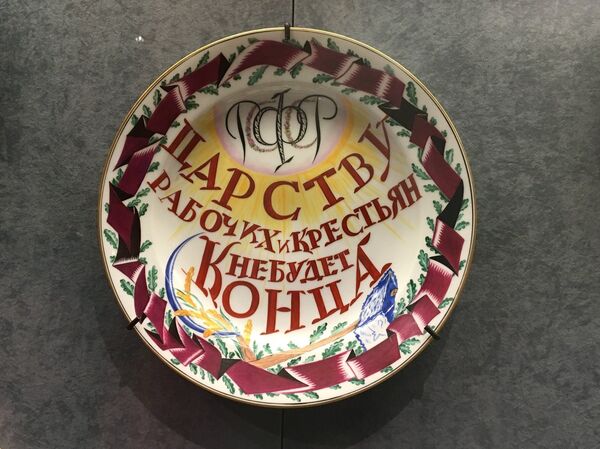 РСФСР
ЦАРСТВУ
РАБОЧИХ и КРЕСТЬЯН
НЕ БУДЕТ
КОНЦА